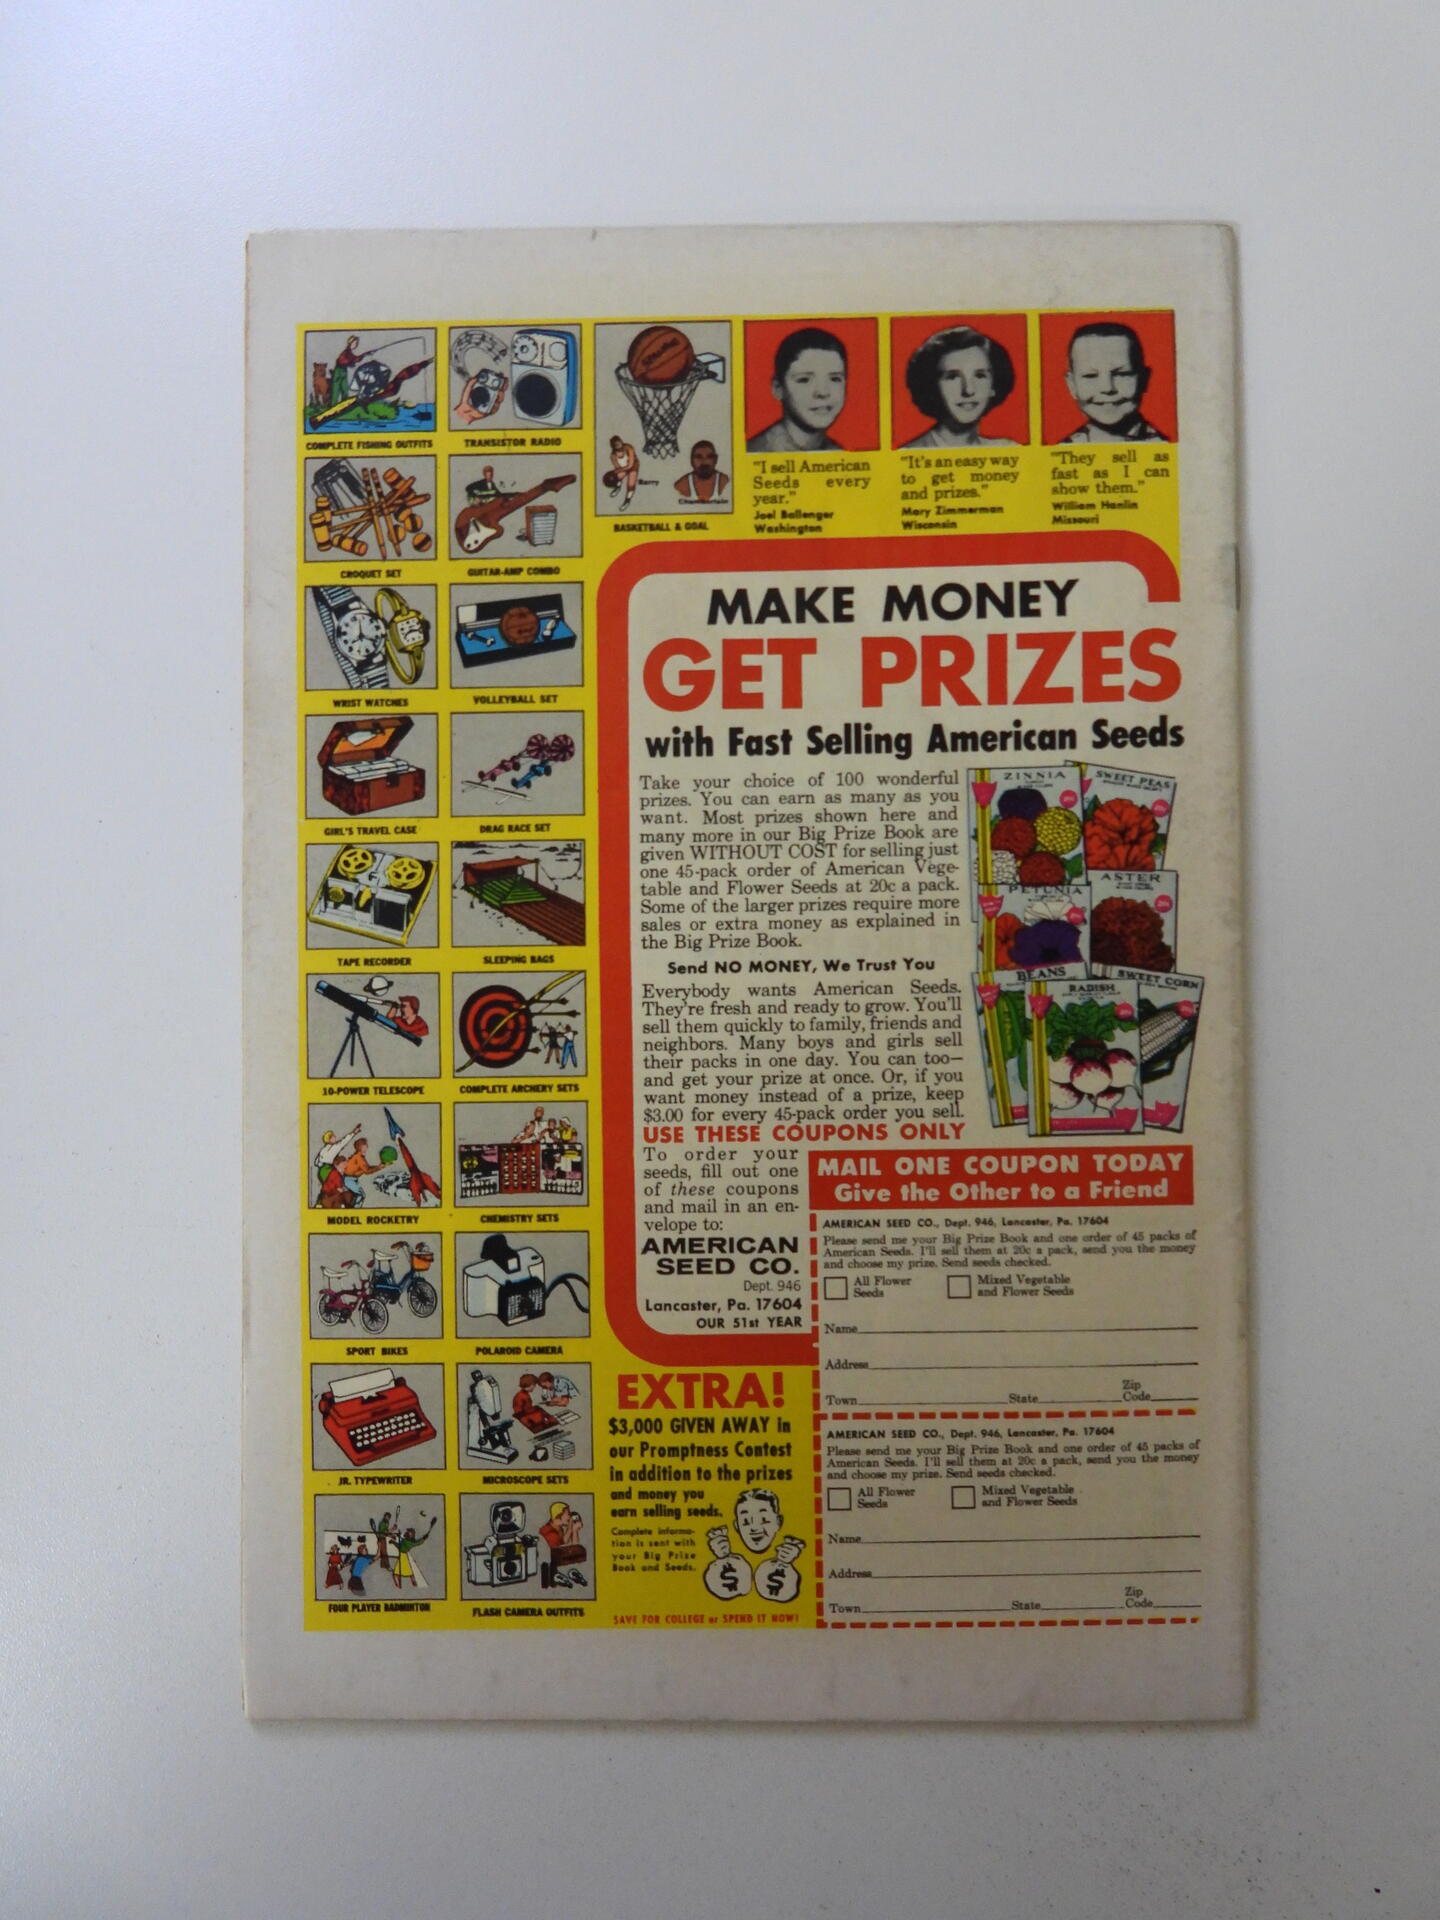 COMPLETE FISHING OUTFITS
TRANSISTOR RADIO
Barry
Chamberlain
BASKETBALL & GOAL
CROQUET SET
GUITAR-AMP COMBO
WRIST WATCHES
VOLLEYBALL SET
GIRL'S TRAVEL CASE
DRAG RACE SET
TAPE RECORDER
SLEEPING BAGS
10-POWER TELESCOPE
COMPLETE ARCHERY SETS
MODEL ROCKETRY
CHEMISTRY SETS
SPORT BIKES
POLAROID CAMERA
JR. TYPEWRITER
MICROSCOPE SETS
FOUR PLAYER BADMINTON
FLASH CAMERA OUTFITS
"I sell American
Seeds every
year."
Joel Ballenger
Washington
"It's an easy way
to get money
and prizes."
Mary Zimmerman
Wisconsin
"They sell as
fast as I can
show them."
William Hanlin
Missouri
MAKE MONEY
GET PRIZES
with Fast Selling American Seeds
Take your choice of 100 wonderful
prizes. You can earn as many as you
want. Most prizes shown here and
many more in our Big Prize Book are
given WITHOUT COST for selling just
one 45-pack order of American Vege-
table and Flower Seeds at 20c a pack.
Some of the larger prizes require more
sales or extra money as explained in
the Big Prize Book.
Send NO MONEY, We Trust You
Everybody wants American Seeds.
They're fresh and ready to grow. You'll
sell them quickly to family, friends and
neighbors. Many boys and girls sell
their packs in one day. You can too—
and get your prize at once. Or, if you
want money instead of a prize, keep
$3.00 for every 45-pack order you sell.
USE THESE COUPONS ONLY
To order your
seeds, fill out one
of these coupons
and mail in an en-
velope to:
AMERICAN
SEED CO.
Dept. 946
Lancaster, Pa. 17604
OUR 51st YEAR
ZINNIA
SWEET PEAS
PETUNIA
ASTER
BEANS
RADISH
SWEET CORN
MAIL ONE COUPON TODAY
Give the Other to a Friend
AMERICAN SEED CO., Dept. 946, Lancaster, Pa. 17604
Please send me your Big Prize Book and one order of 45 packs of
American Seeds. I'll sell them at 20c a pack, send you the money
and choose my prize. Send seeds checked.
All Flower Seeds
Mixed Vegetable and Flower Seeds
Name
Address
Town State Zip Code
AMERICAN SEED CO., Dept. 946, Lancaster, Pa. 17604
Please send me your Big Prize Book and one order of 45 packs of
American Seeds. I'll sell them at 20c a pack, send you the money
and choose my prize. Send seeds checked.
All Flower Seeds
Mixed Vegetable and Flower Seeds
Name
Address
Town State Zip Code
EXTRA!
$3,000 GIVEN AWAY in
our Promptness Contest
in addition to the prizes
and money you
earn selling seeds.
Complete informa-
tion is sent with
your Big Prize
Book and Seeds.
$ $
SAVE FOR COLLEGE or SPEND IT NOW!